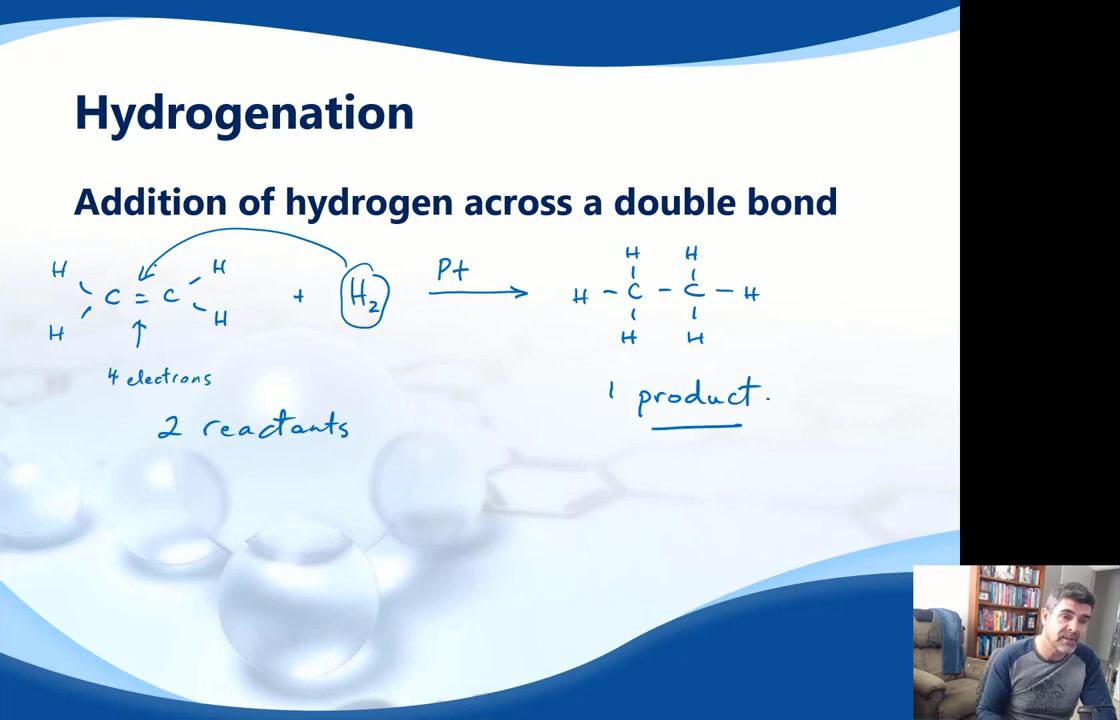 Hydrogenation
Addition of hydrogen across a double bond
H H
C = C + H₂ Pt
H H
4 electrons
2 reactants
H H
H - C - C - H
H H
1 product.